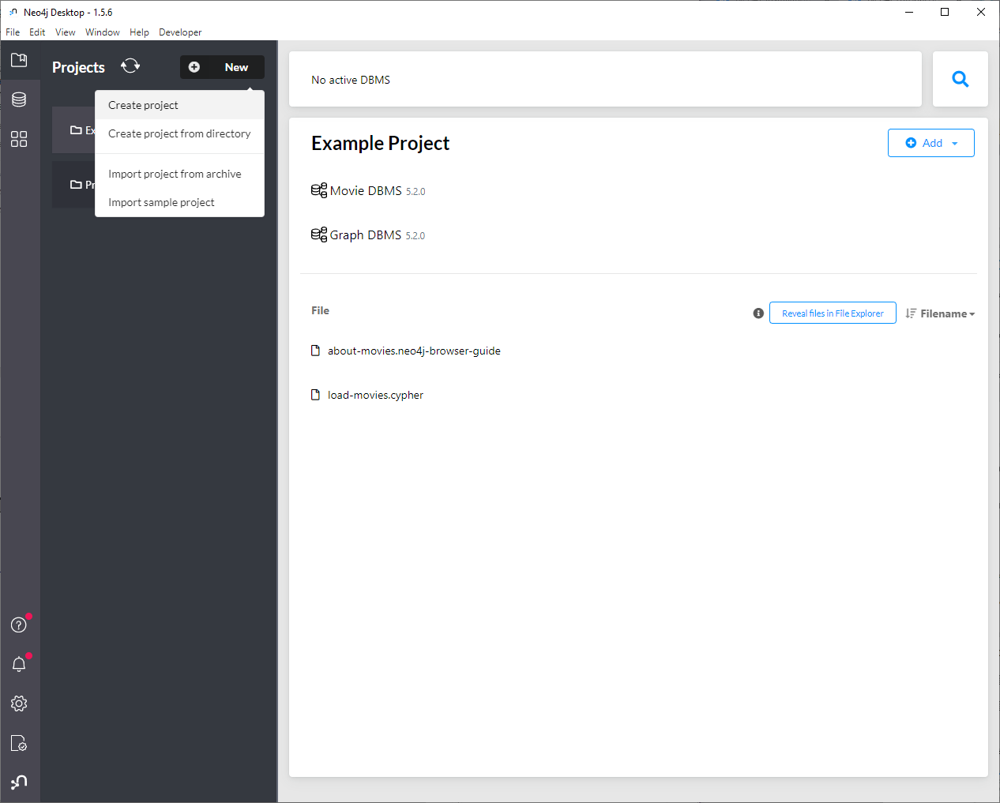 Neo4j Desktop - 1.5.6
File Edit View Window Help Developer
Projects New
No active DBMS
Create project
Create project from directory
Import project from archive
Import sample project
Ex
Pr
Example Project
Add
Movie DBMS 5.2.0
Graph DBMS 5.2.0
File
Reveal files in File Explorer
Filename
about-movies.neo4j-browser-guide
load-movies.cypher